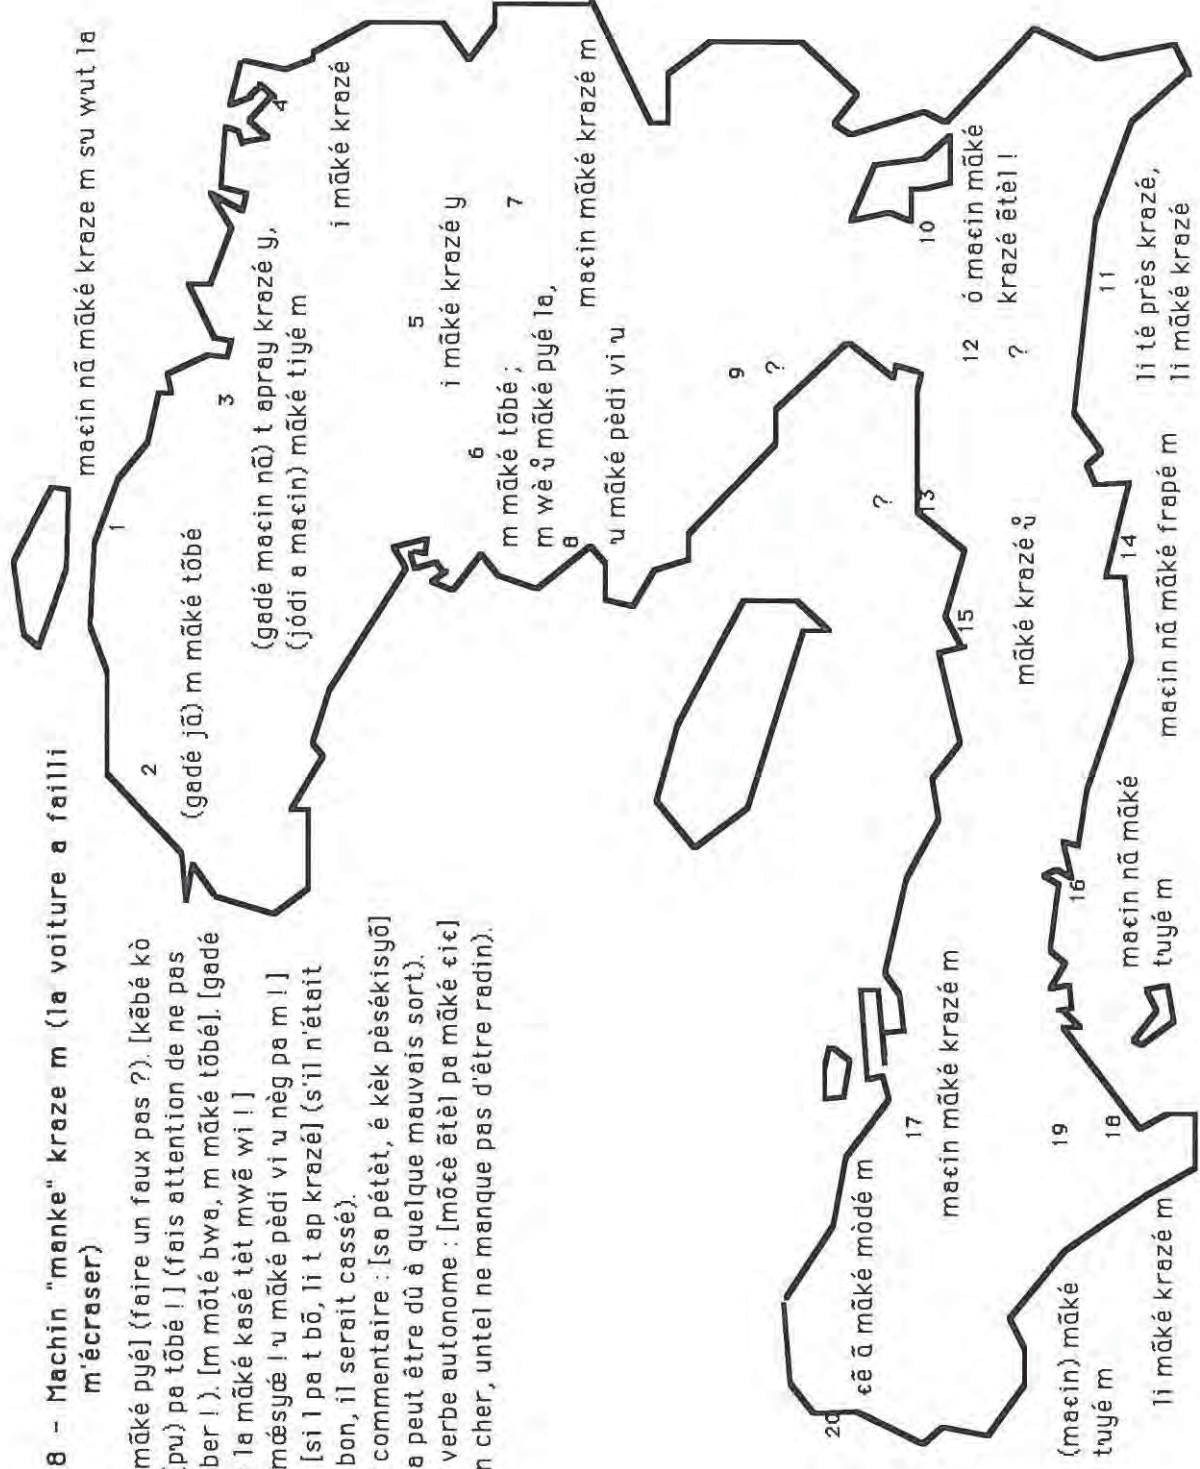 8 - Machin "manke" kraze m (la voiture a failli
m'écraser)
mãké pyé] (faire un faux pas ?). [kẽbé kò
pu) pa tõbé !] (fais attention de ne pas
ber !). [m mõté bwa, m mãké tõbé]. [gadé
la mãké kasé tèt mwẽ wi ! ]
mœ́syœ́ ! u mãké pèdi vi u nèg pa m ! ]
[si l pa t bõ, li t ap krazé] (s'il n'était
bon, il serait cassé).
commentaire : [sa pétèt, é kèk pèsékisyõ]
a peut être dû à quelque mauvais sort).
verbe autonome : [mõɛè ẽtèl pa mãké ɛiɛ]
n cher, untel ne manque pas d'être radin).
maɛin nã mãké kraze m su wut la
1
2
(gadé jã) m mãké tõbé
3
(gadé maɛin nã) t apray krazé y,
(jódi a maɛin) mãké tiyé m
4
i mãké krazé
5
i mãké krazé y
6
m mãké tõbé ;
m wè ů mãké pyé la,
7
maɛin mãké krazé m
8
u mãké pèdi vi u
9
?
10
ó maɛin mãké
krazé ẽtèl !
11
li té près krazé,
li mãké krazé
12
?
13
?
14
maɛin nã mãké frapé m
15
mãké krazé ů
16
maɛin nã mãké
tuyé m
17
maɛin mãké krazé m
18
li mãké krazé m
19
(maɛin) mãké
tuyé m
20
ɛẽ ã mãké mòdé m